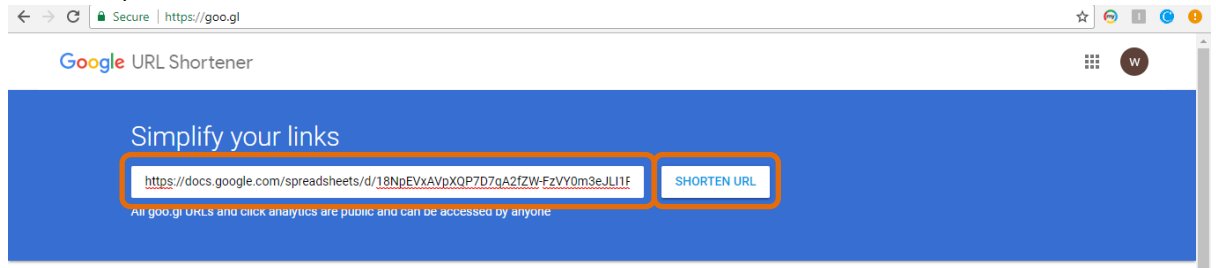 Secure | https://goo.gl
Google URL Shortener
W
Simplify your links
https://docs.google.com/spreadsheets/d/18NpEVxAVpXQP7D7qA2fZW-FzVY0m3eJLI1F
SHORTEN URL
All goo.gl URLs and click analytics are public and can be accessed by anyone